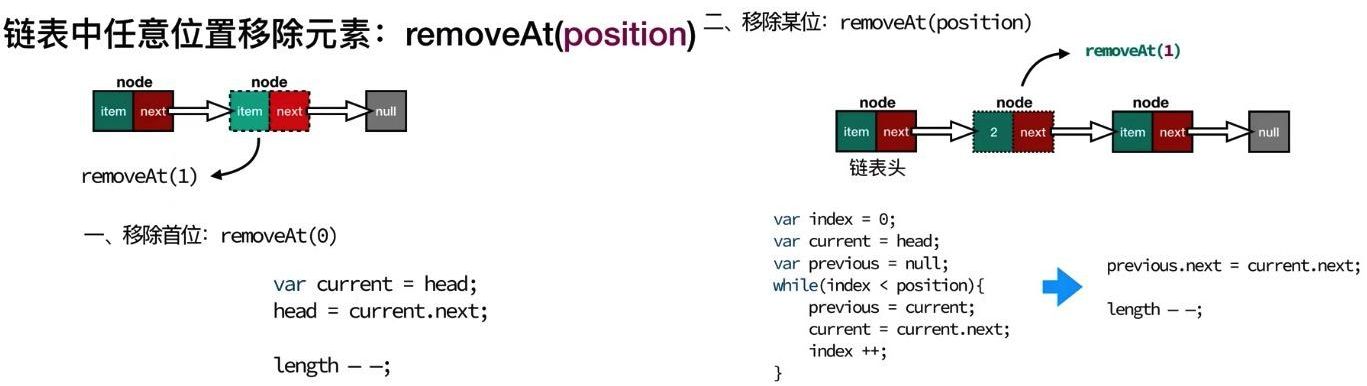 链表中任意位置移除元素：removeAt(position)
node node
item next item next null
removeAt(1)
一、移除首位：removeAt(0)
var current = head;
head = current.next;
length — —;
二、移除某位：removeAt(position)
removeAt(1)
node node node
item next 2 next item next null
链表头
var index = 0;
var current = head;
var previous = null;
while(index < position){
previous = current;
current = current.next;
index ++;
}
previous.next = current.next;
length — —;